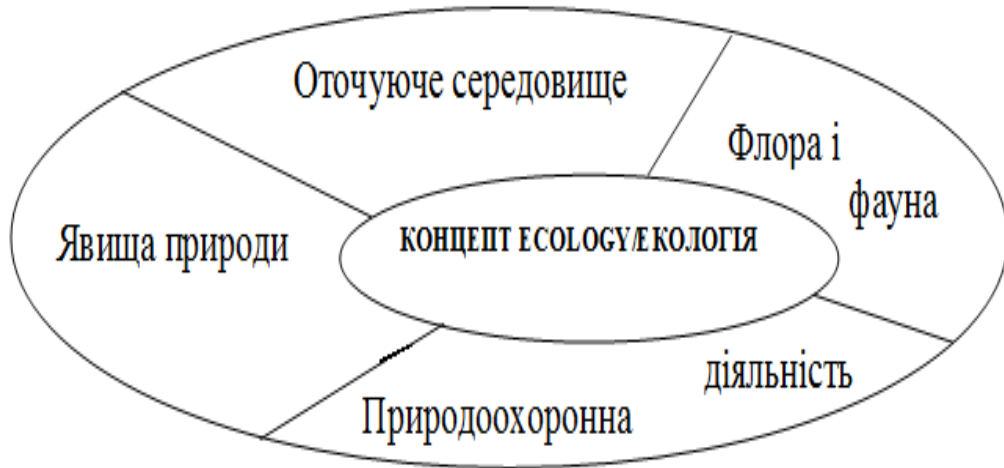 Оточуюче середовище
Флора і
фауна
Явища природи
КОНЦЕПТ ECOLOGY/ЕКОЛОГІЯ
діяльність
Природоохоронна